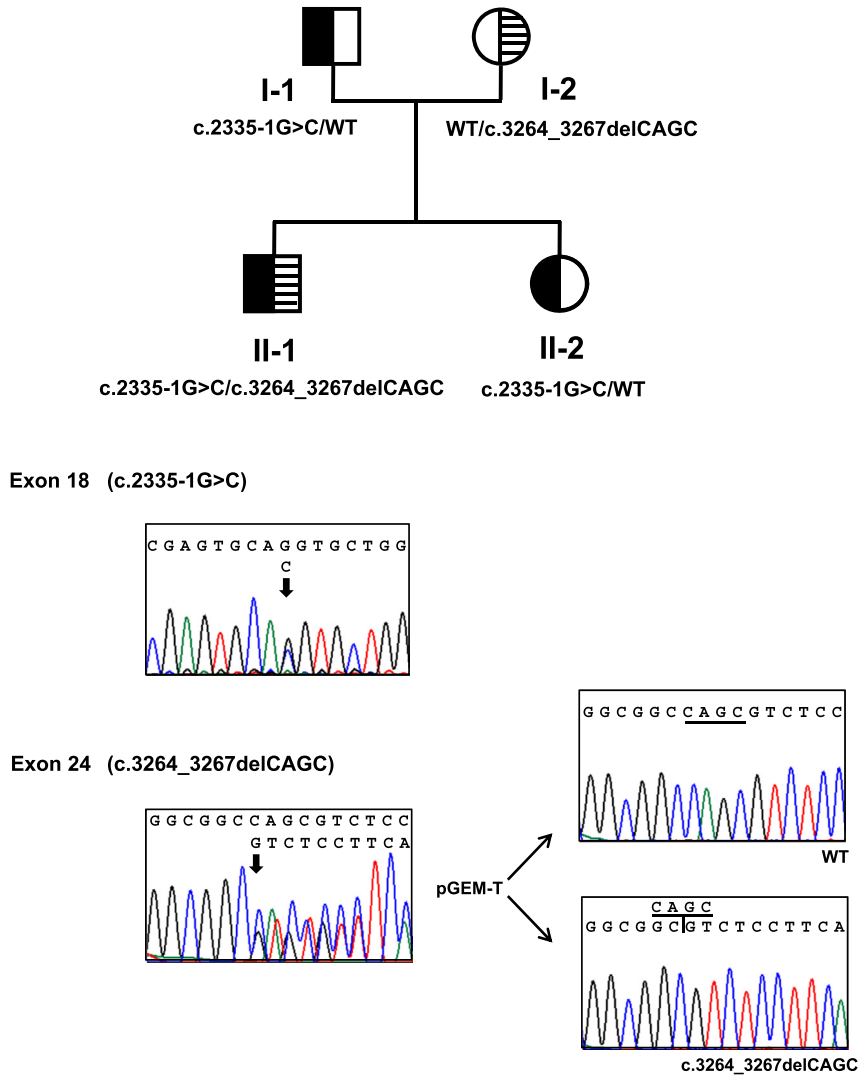 I-1
I-2
c.2335-1G>C/WT
WT/c.3264_3267delCAGC
II-1
II-2
c.2335-1G>C/c.3264_3267delCAGC
c.2335-1G>C/WT
Exon 18 (c.2335-1G>C)
CGAGTGCAGGTGCTGG
C
Exon 24 (c.3264_3267delCAGC)
GGCGGCCAGCGTCTCC
GTCTCCTTCA
pGEM-T
GGCGGCCAGCGTCTCC
WT
CAGC
GGCGGCGTCTCCTTCA
c.3264_3267delCAGC